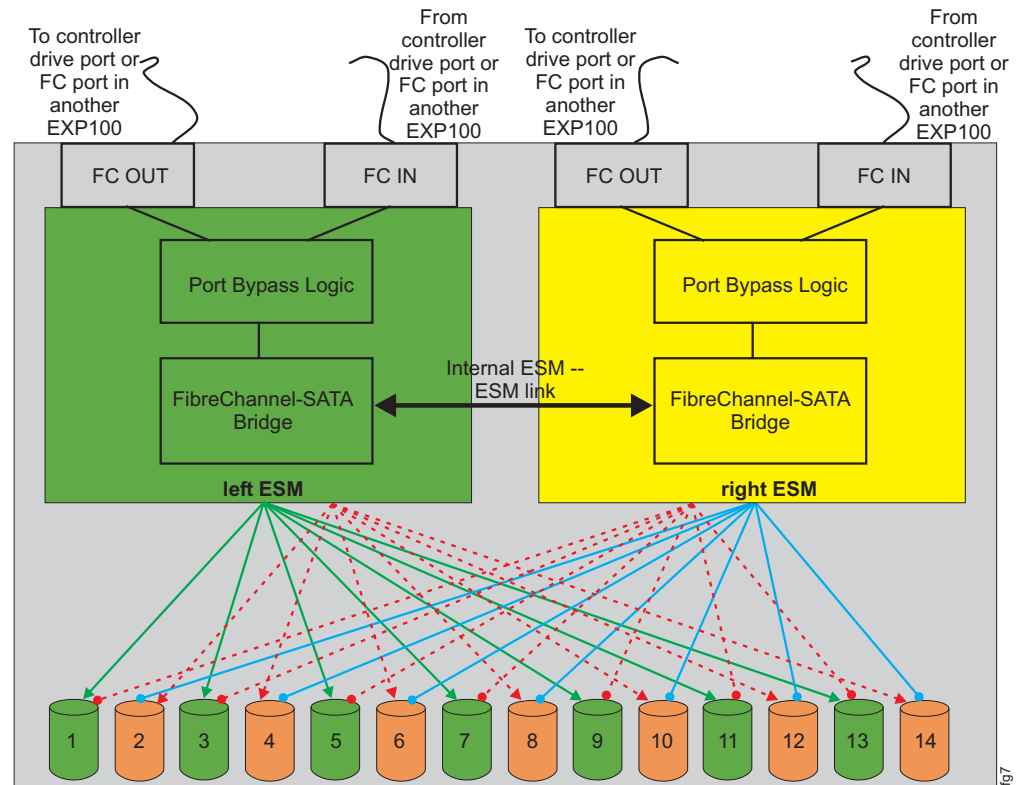 To controller
drive port or
FC port in
another
EXP100
From
controller
drive port or
FC port in
another
EXP100
To controller
drive port or
FC port in
another
EXP100
From
controller
drive port or
FC port in
another
EXP100
FC OUT
FC IN
FC OUT
FC IN
Port Bypass Logic
Port Bypass Logic
Internal ESM --
ESM link
FibreChannel-SATA
Bridge
FibreChannel-SATA
Bridge
left ESM
right ESM
1
2
3
4
5
6
7
8
9
10
11
12
13
14
fg7